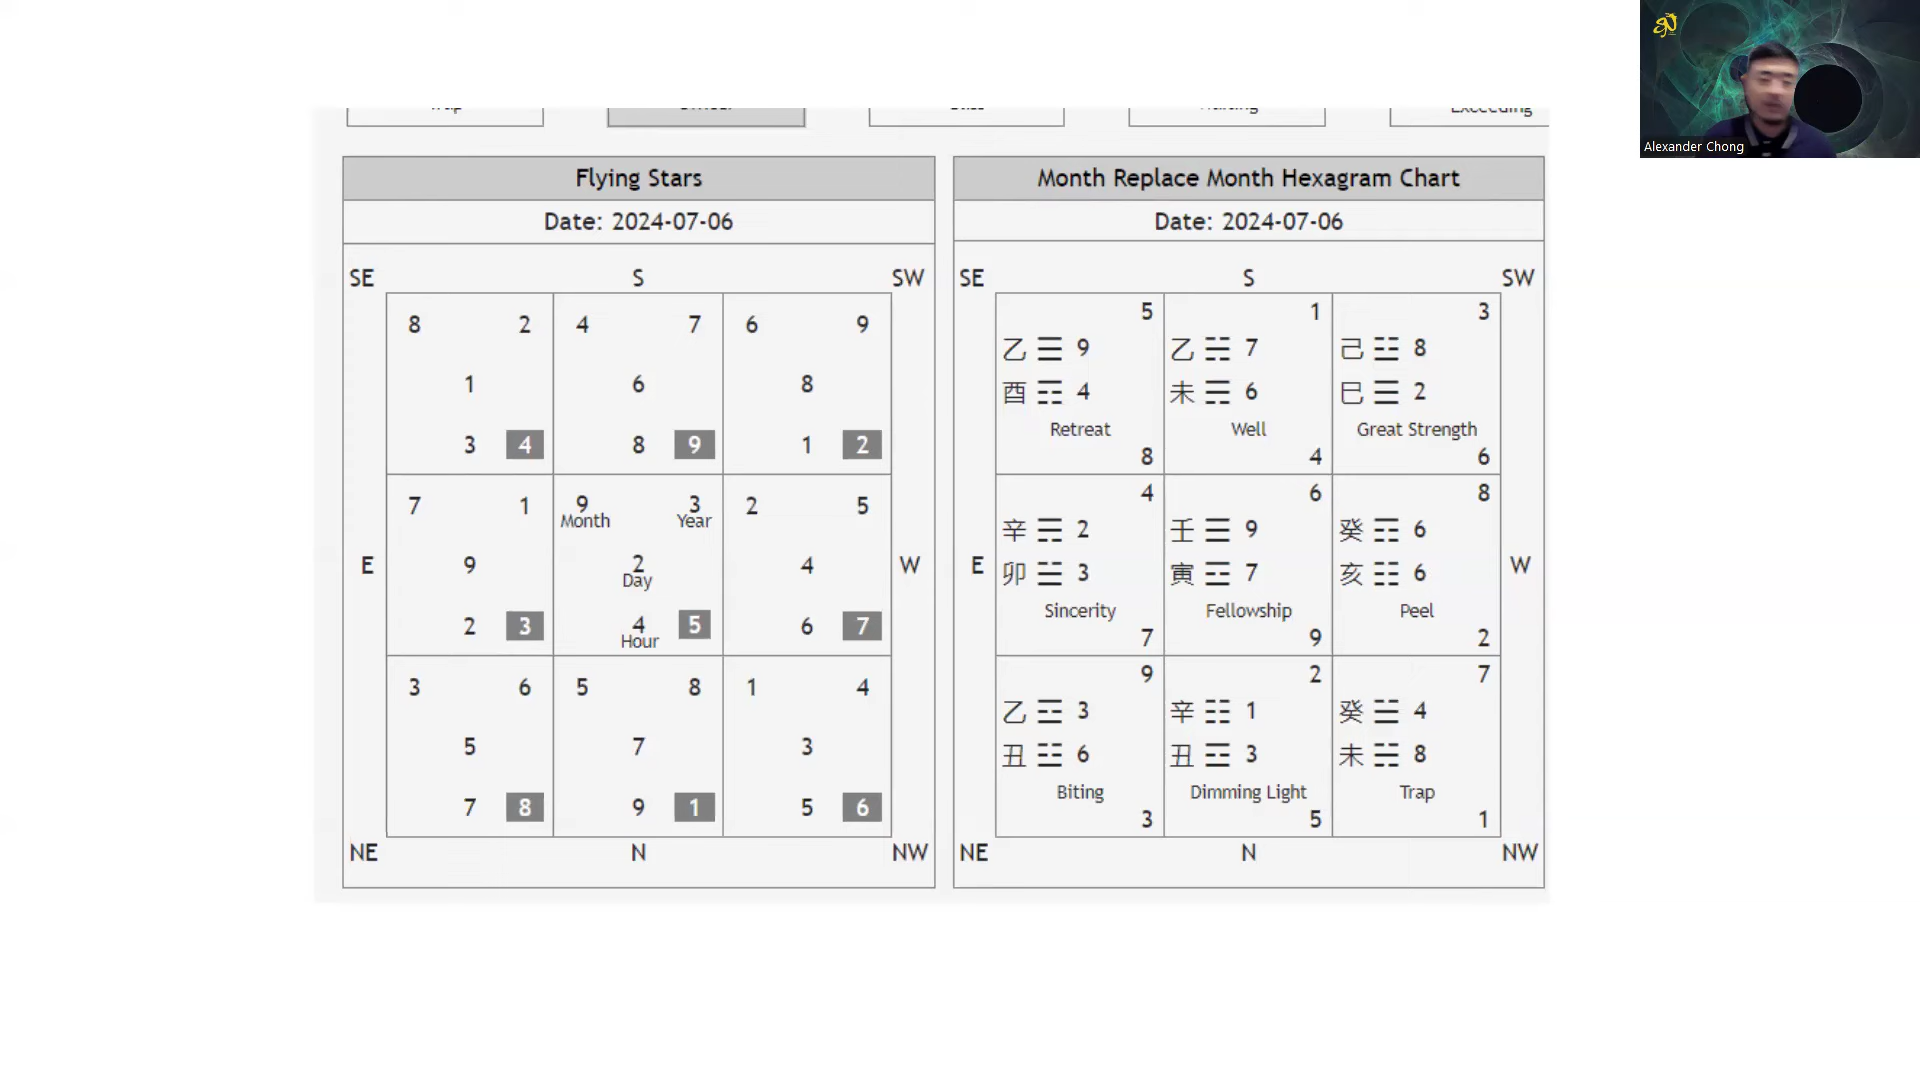 Exceeding
Flying Stars
Date: 2024-07-06
SE S SW
8 2 4 7 6 9
1 6 8
3 4 8 9 1 2
7 1 9 3 2 5
Month Year
E 9 2 4 W
Day
2 3 4 5 6 7
Hour
3 6 5 8 1 4
5 7 3
7 8 9 1 5 6
NE N NW
Month Replace Month Hexagram Chart
Date: 2024-07-06
SE S SW
5 1 3
乙 ☰ 9 乙 ☵ 7 己 ☳ 8
酉 ☶ 4 未 ☴ 6 巳 ☰ 2
Retreat Well Great Strength
8 4 6
4 6 8
辛 ☴ 2 壬 ☰ 9 癸 ☶ 6
E W
卯 ☱ 3 寅 ☲ 7 亥 ☷ 6
Sincerity Fellowship Peel
7 9 2
9 2 7
乙 ☲ 3 辛 ☷ 1 癸 ☱ 4
丑 ☳ 6 丑 ☲ 3 未 ☵ 8
Biting Dimming Light Trap
3 5 1
NE N NW
Alexander Chong